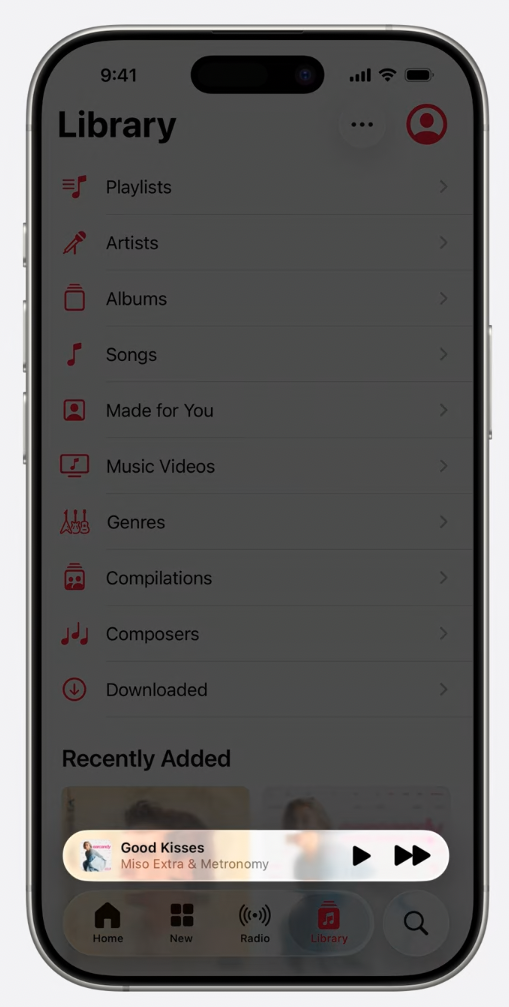 9:41
Library
Playlists
Artists
Albums
Songs
Made for You
Music Videos
Genres
Compilations
Composers
Downloaded
Recently Added
Good Kisses
Miso Extra & Metronomy
Home
New
Radio
Library